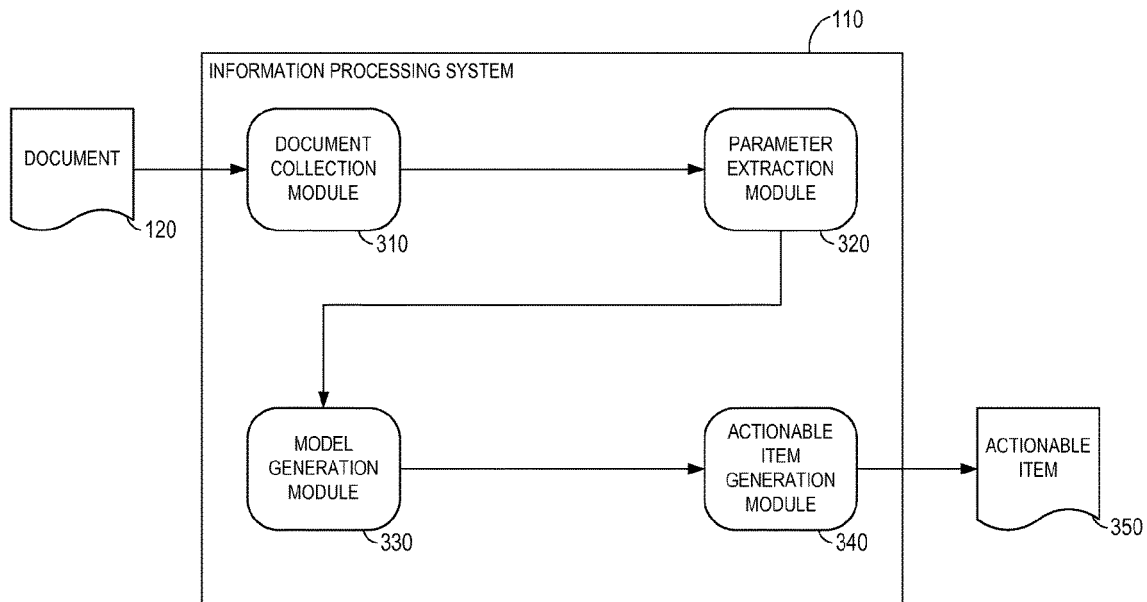 110
INFORMATION PROCESSING SYSTEM
DOCUMENT
120
DOCUMENT
COLLECTION
MODULE
310
PARAMETER
EXTRACTION
MODULE
320
MODEL
GENERATION
MODULE
330
ACTIONABLE
ITEM
GENERATION
MODULE
340
ACTIONABLE
ITEM
350